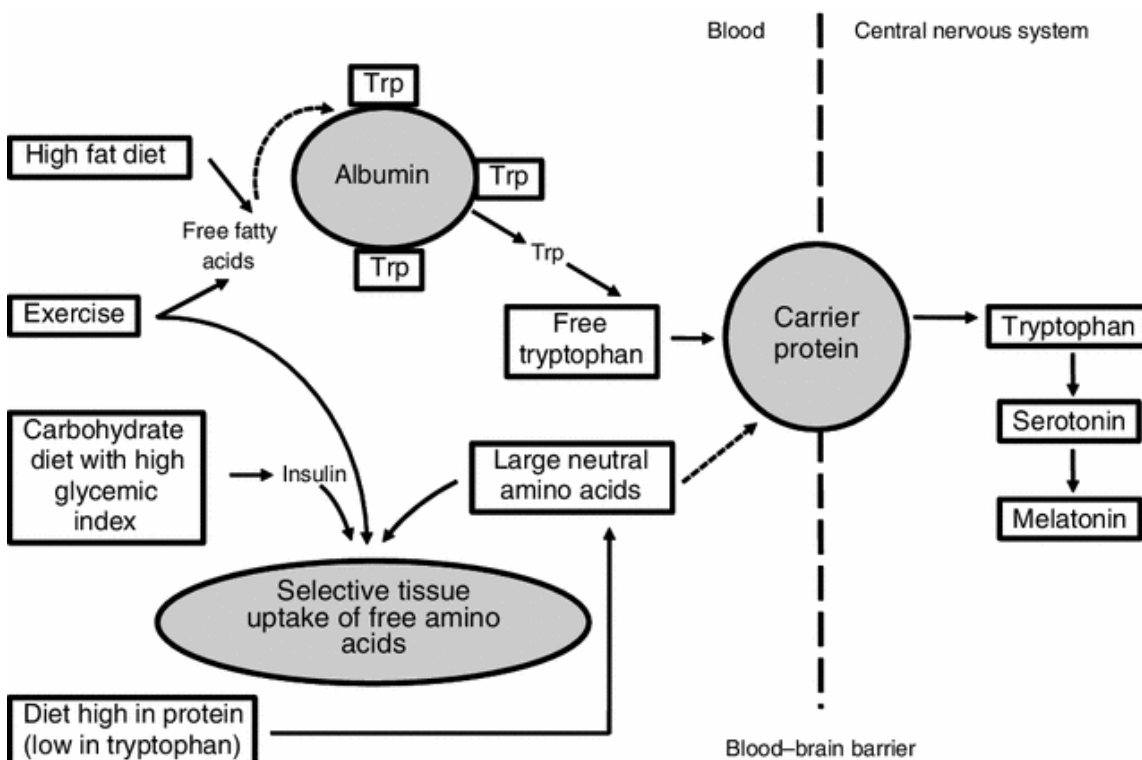 Blood
Central nervous system
Trp
High fat diet
Albumin
Trp
Free fatty
acids
Trp
Trp
Exercise
Free
tryptophan
Carrier
protein
Tryptophan
Carbohydrate
diet with high
glycemic
index
Insulin
Large neutral
amino acids
Serotonin
Melatonin
Selective tissue
uptake of free amino
acids
Diet high in protein
(low in tryptophan)
Blood–brain barrier